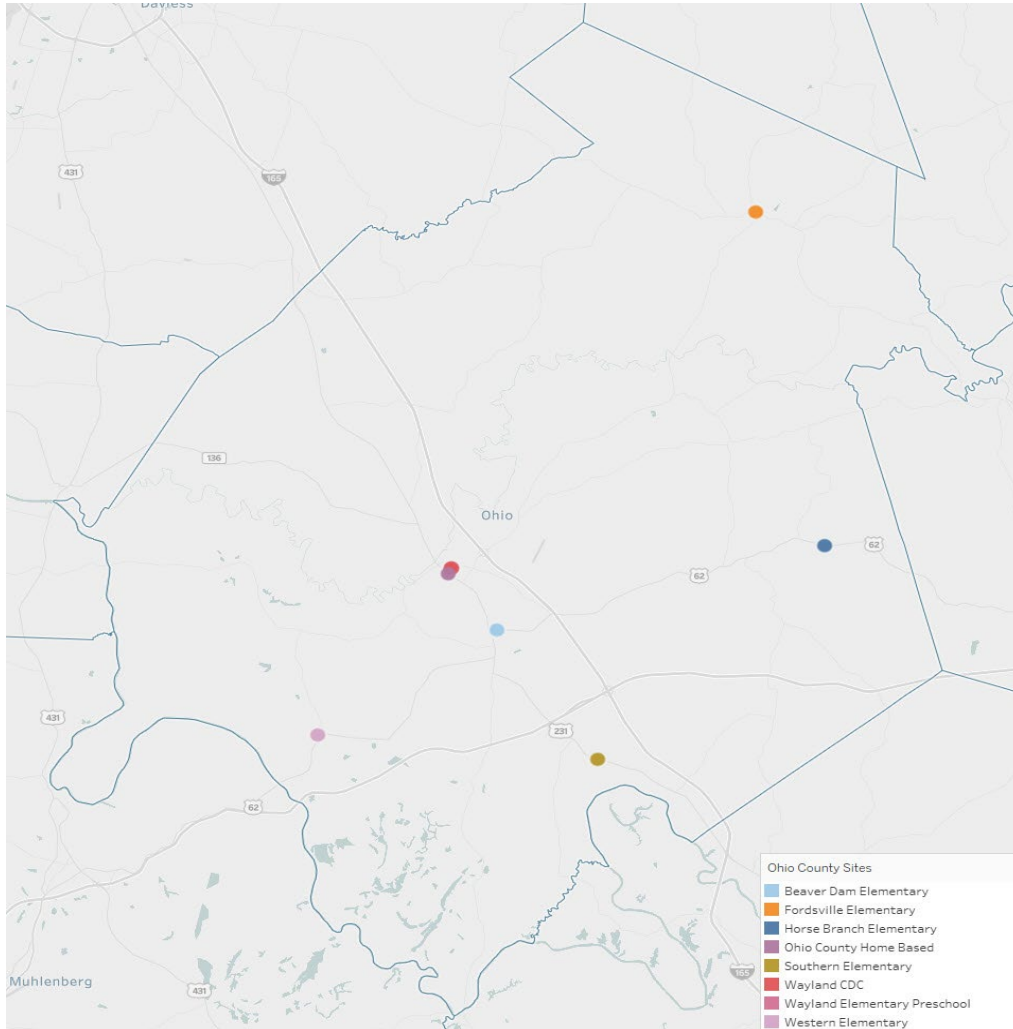 Daviess
431
165
136
Ohio
62
62
431
231
62
Muhlenberg
431
165
Ohio County Sites
Beaver Dam Elementary
Fordsville Elementary
Horse Branch Elementary
Ohio County Home Based
Southern Elementary
Wayland CDC
Wayland Elementary Preschool
Western Elementary